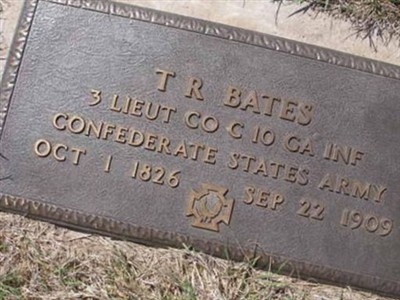 T R BATES
3 LIEUT CO C 10 GA INF
CONFEDERATE STATES ARMY
OCT 1 1826 SEP 22 1909